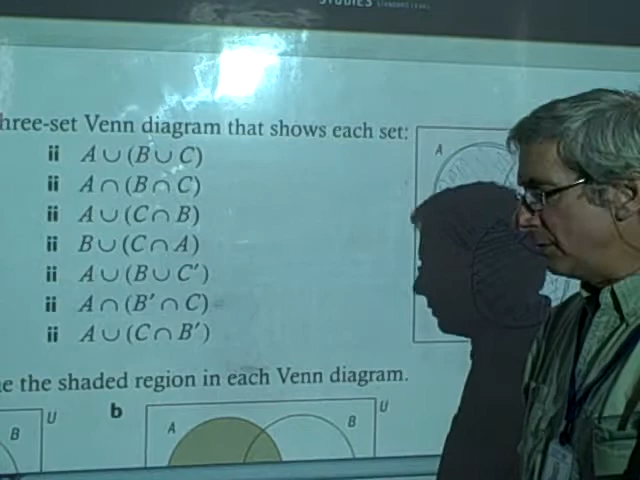 STUDIES
hree-set Venn diagram that shows each set:
ii A∪(B∪C)
ii A∩(B∩C)
ii A∪(C∩B)
ii B∪(C∩A)
ii A∪(B∪C′)
ii A∩(B′∩C)
ii A∪(C∩B′)
A
e the shaded region in each Venn diagram.
B U
b A B U